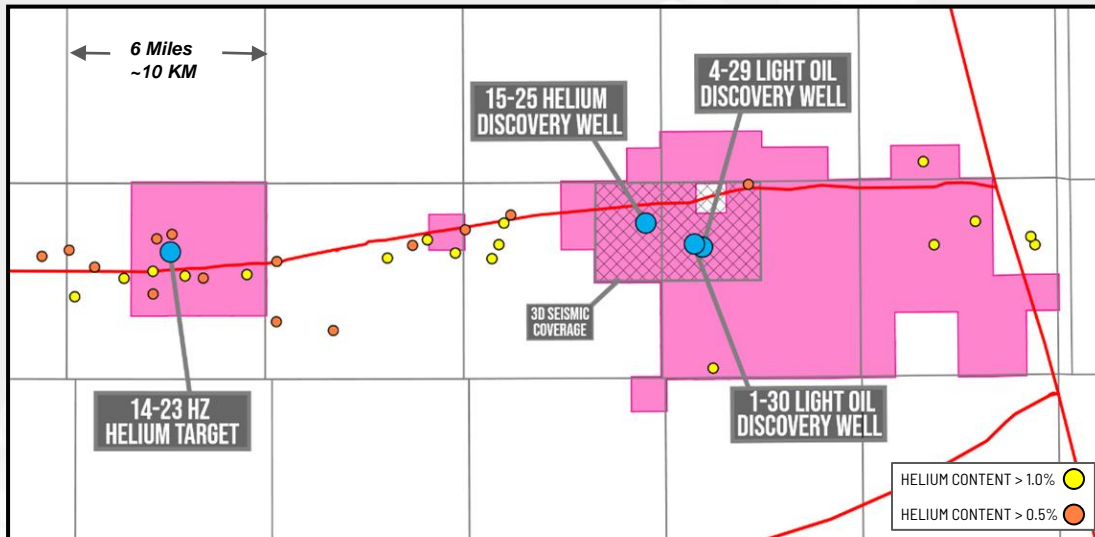 6 Miles
~10 KM
4-29 LIGHT OIL
DISCOVERY WELL
15-25 HELIUM
DISCOVERY WELL
3D SEISMIC
COVERAGE
14-23 HZ
HELIUM TARGET
1-30 LIGHT OIL
DISCOVERY WELL
HELIUM CONTENT > 1.0%
HELIUM CONTENT > 0.5%